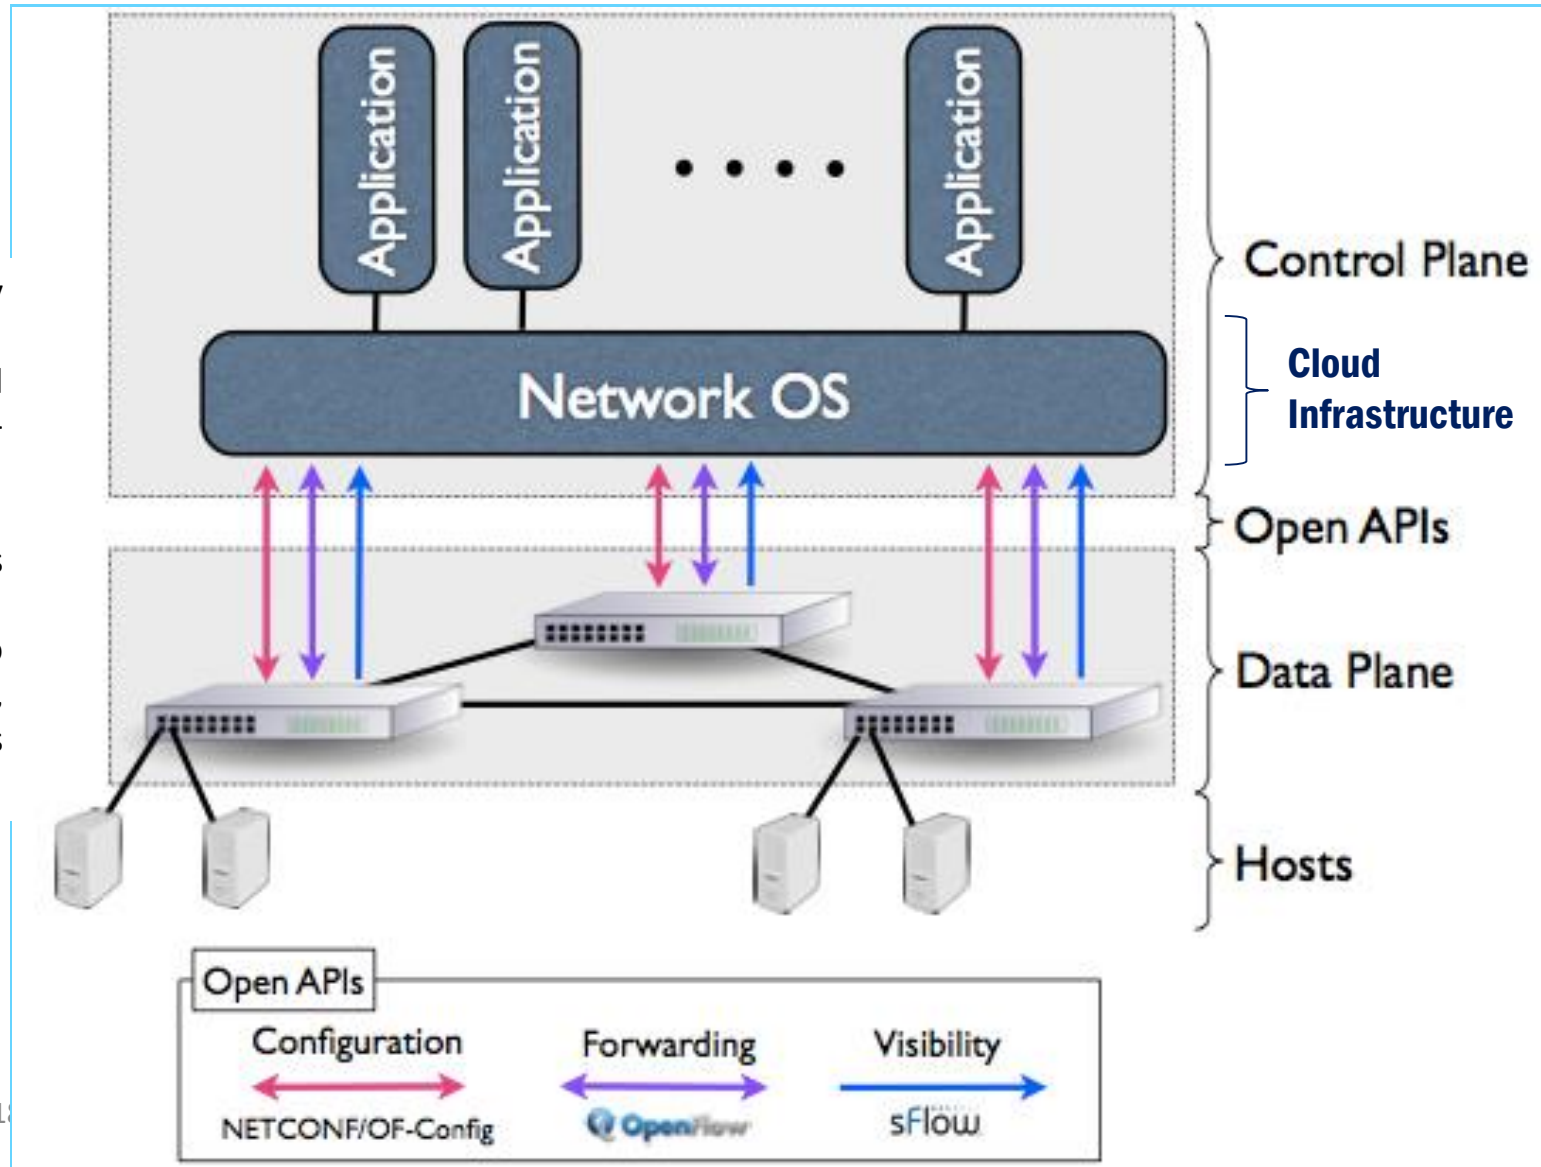 Application
Application
Application
Control Plane
Network OS
Cloud
Infrastructure
Open APIs
Data Plane
Hosts
Open APIs
Configuration
Forwarding
Visibility
NETCONF/OF-Config
OpenFlow
sFlow